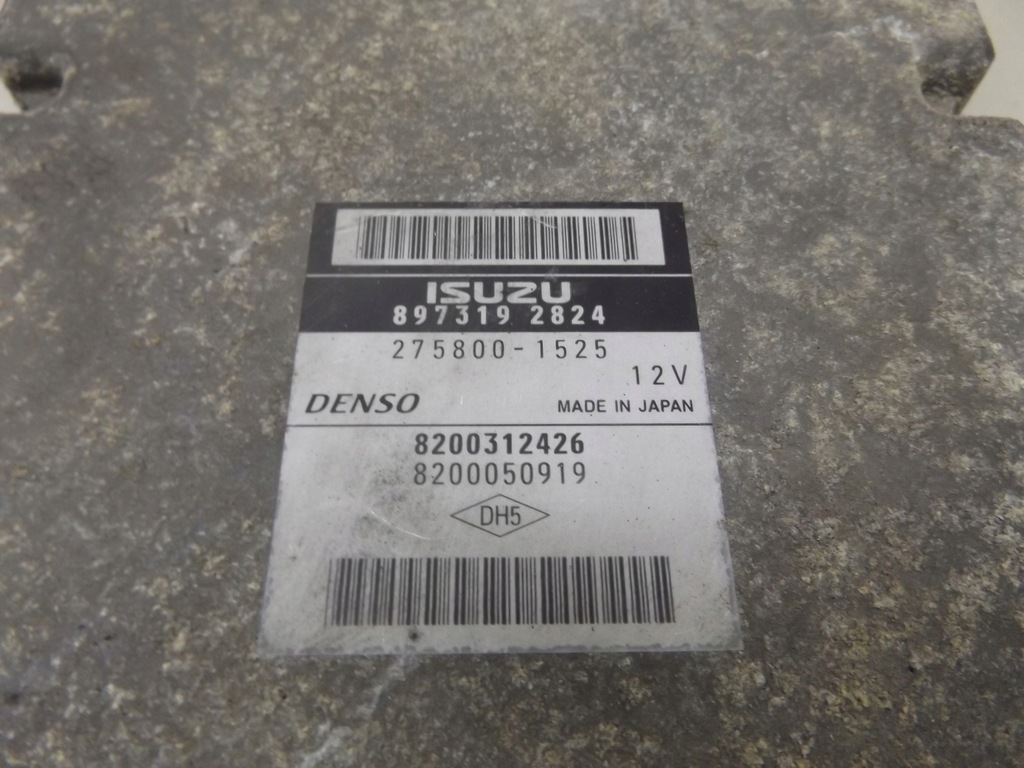 ISUZU
897319 2824
275800-1525
12V
DENSO MADE IN JAPAN
8200312426
8200050919
DH5